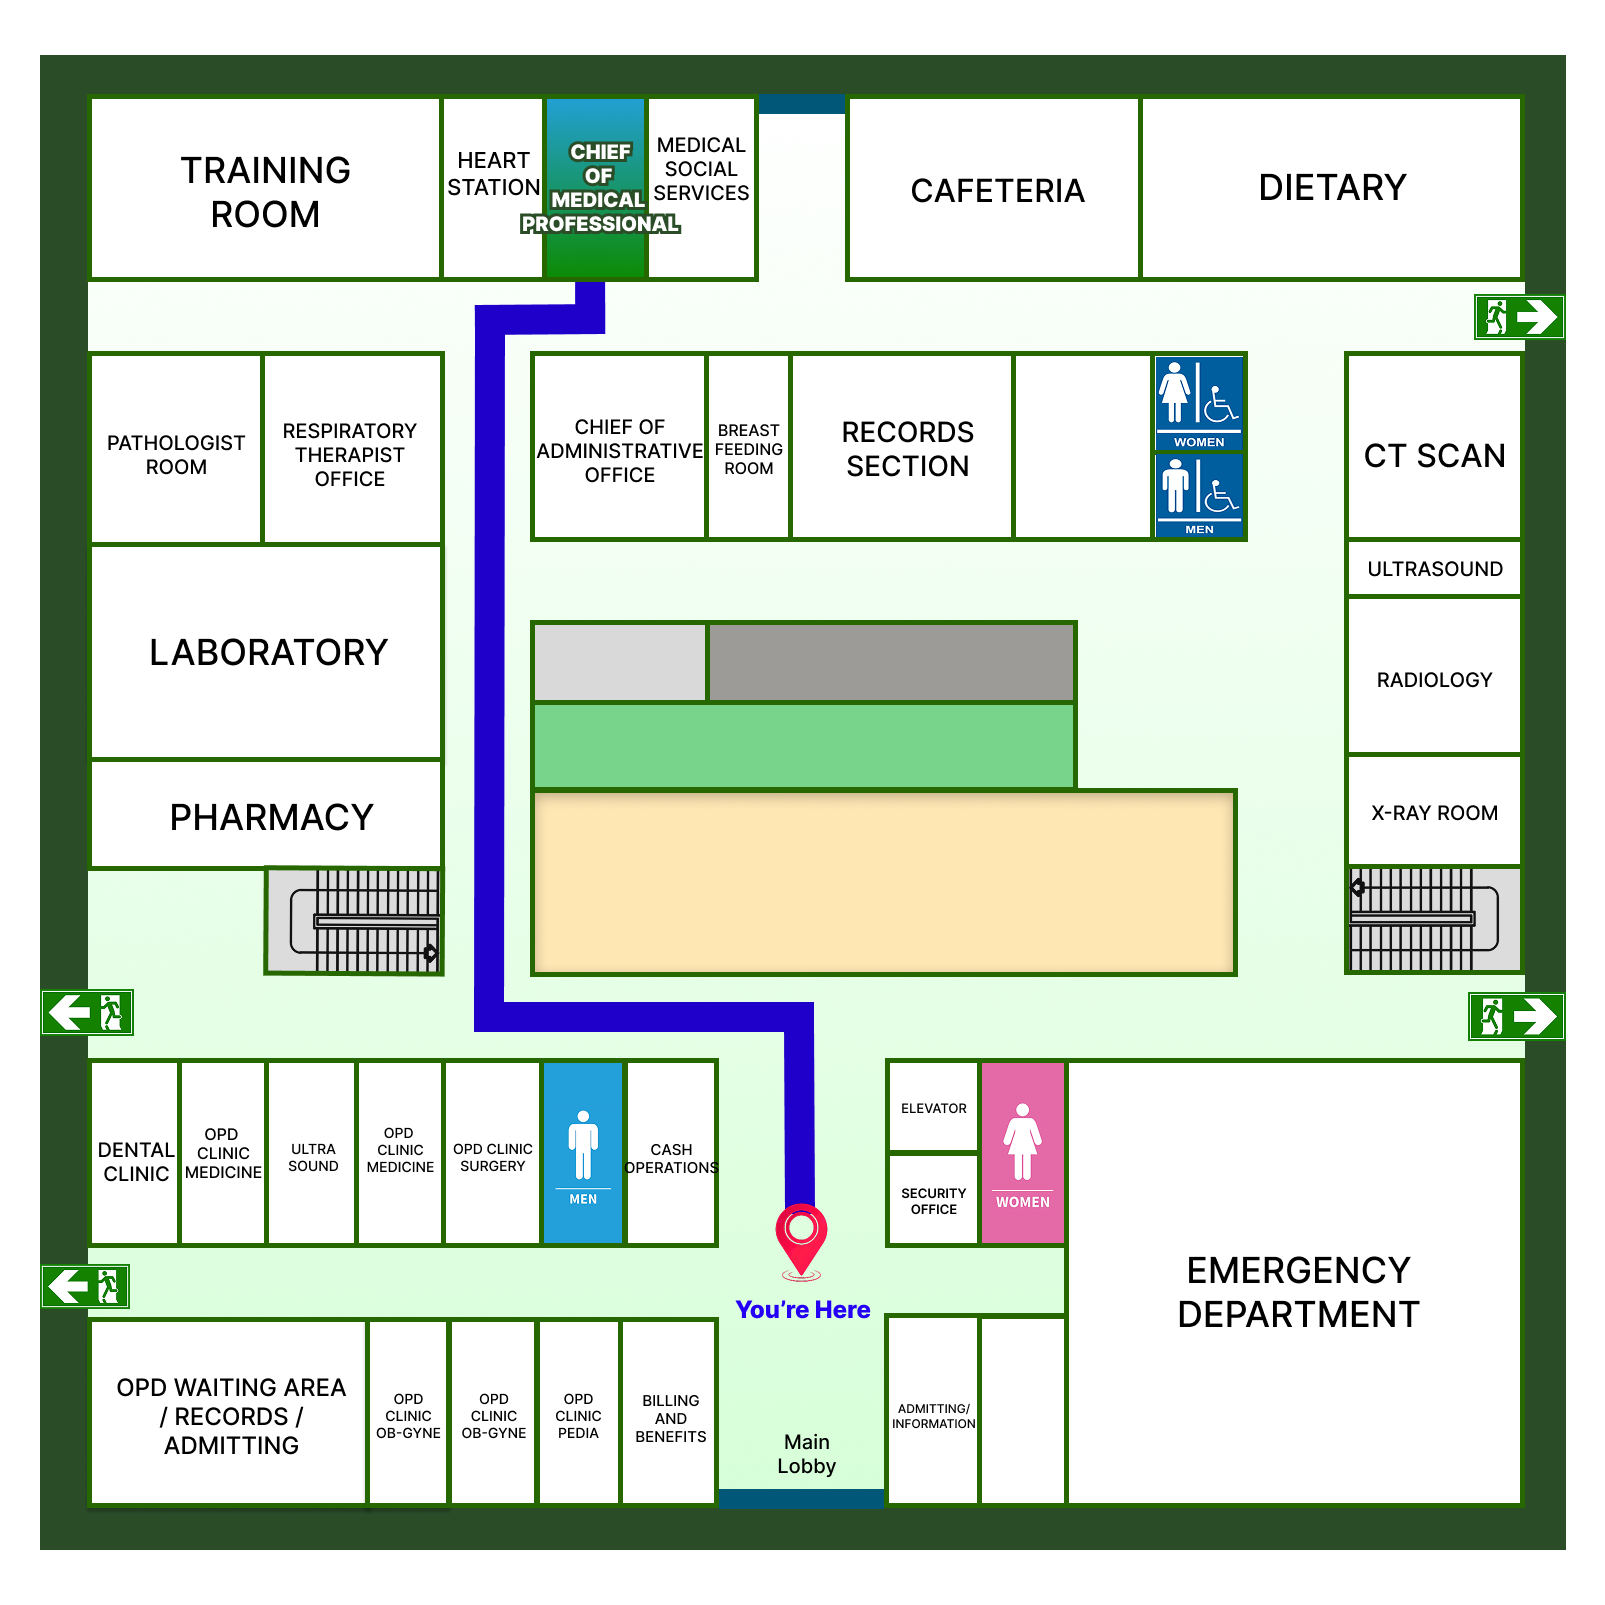 TRAINING
ROOM
HEART
STATION
CHIEF
OF
MEDICAL
PROFESSIONAL
MEDICAL
SOCIAL
SERVICES
CAFETERIA
DIETARY
PATHOLOGIST
ROOM
RESPIRATORY
THERAPIST
OFFICE
CHIEF OF
ADMINISTRATIVE
OFFICE
BREAST
FEEDING
ROOM
RECORDS
SECTION
WOMEN
MEN
CT SCAN
ULTRASOUND
LABORATORY
RADIOLOGY
PHARMACY
X-RAY ROOM
DENTAL
CLINIC
OPD
CLINIC
MEDICINE
ULTRA
SOUND
OPD
CLINIC
MEDICINE
OPD CLINIC
SURGERY
MEN
CASH
OPERATIONS
ELEVATOR
SECURITY
OFFICE
WOMEN
EMERGENCY
DEPARTMENT
You're Here
OPD WAITING AREA
/ RECORDS /
ADMITTING
OPD
CLINIC
OB-GYNE
OPD
CLINIC
OB-GYNE
OPD
CLINIC
PEDIA
BILLING
AND
BENEFITS
Main
Lobby
ADMITTING/
INFORMATION